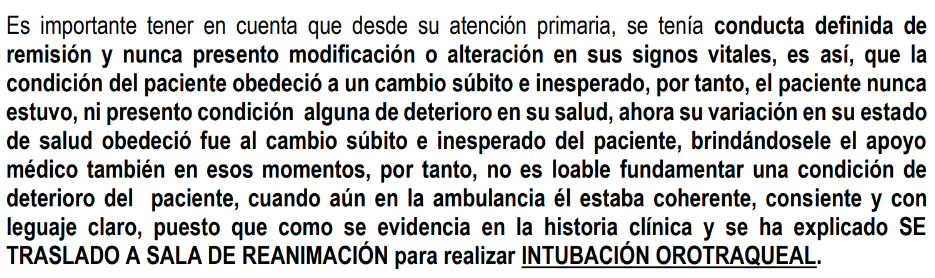 Es importante tener en cuenta que desde su atención primaria, se tenía conducta definida de
remisión y nunca presento modificación o alteración en sus signos vitales, es así, que la
condición del paciente obedeció a un cambio súbito e inesperado, por tanto, el paciente nunca
estuvo, ni presento condición alguna de deterioro en su salud, ahora su variación en su estado
de salud obedeció fue al cambio súbito e inesperado del paciente, brindándosele el apoyo
médico también en esos momentos, por tanto, no es loable fundamentar una condición de
deterioro del paciente, cuando aún en la ambulancia él estaba coherente, consiente y con
leguaje claro, puesto que como se evidencia en la historia clínica y se ha explicado SE
TRASLADO A SALA DE REANIMACIÓN para realizar INTUBACIÓN OROTRAQUEAL.